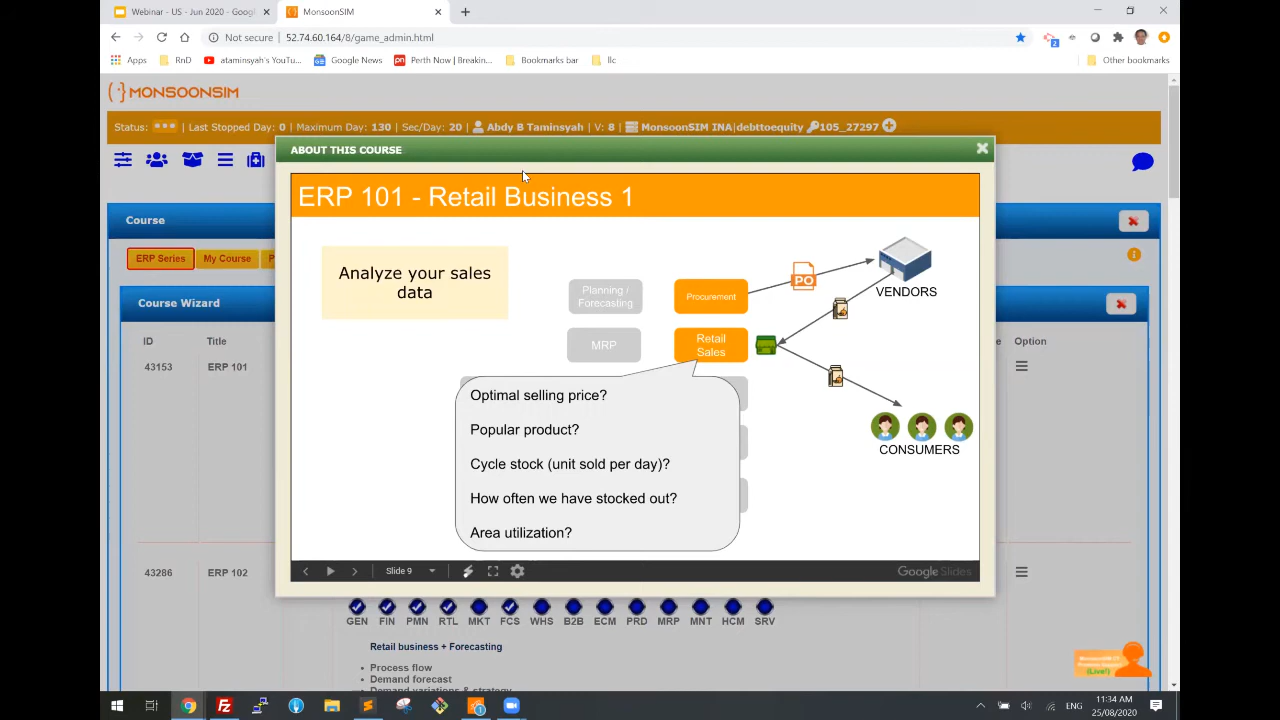 Webinar - US - Jun 2020 - Googl
MonsoonSIM
Not secure
52.74.60.164/8/game_admin.html
2
Apps
RnD
ataminsyah's YouTu...
Google News
Perth Now | Breakin...
Bookmarks bar
llc
Other bookmarks
MONSOONSIM
Status: | Last Stopped Day: 0 | Maximum Day: 130 | Sec/Day: 20 | Abdy B Taminsyah | V: 8 | MonsoonSIM INA|debttoequity 105_27297
ABOUT THIS COURSE
Course
ERP Series
My Course
P
Course Wizard
ID
Title
Option
43153
ERP 101
43286
ERP 102
ERP 101 - Retail Business 1
Analyze your sales
data
Planning /
Forecasting
Procurement
PO
VENDORS
MRP
Retail
Sales
Optimal selling price?
Popular product?
Cycle stock (unit sold per day)?
How often we have stocked out?
Area utilization?
CONSUMERS
Slide 9
Google Slides
GEN FIN PMN RTL MKT FCS WHS B2B ECM PRD MRP MNT HCM SRV
Retail business + Forecasting
• Process flow
• Demand forecast
• Demand variations & strategy
(Live!)
ENG
11:34 AM
25/08/2020